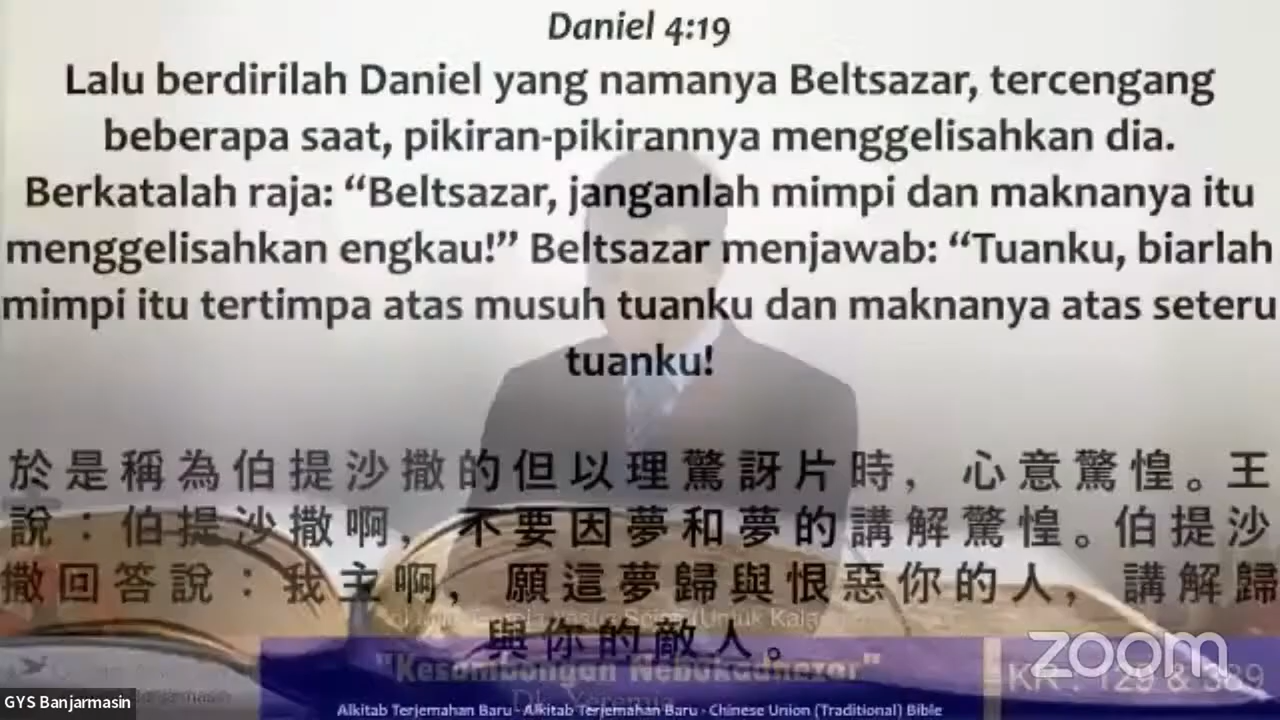 Daniel 4:19
Lalu berdirilah Daniel yang namanya Beltsazar, tercengang
beberapa saat, pikiran-pikirannya menggelisahkan dia.
Berkatalah raja: “Beltsazar, janganlah mimpi dan maknanya itu
menggelisahkan engkau!” Beltsazar menjawab: “Tuanku, biarlah
mimpi itu tertimpa atas musuh tuanku dan maknanya atas seteru
tuanku!
於是稱為伯提沙撒的但以理驚訝片時，心意驚惶。王
說：伯提沙撒啊，不要因夢和夢的講解驚惶。伯提沙
撒回答說：我主啊，願這夢歸與恨惡你的人，講解歸
與你的敵人。
(Untuk
"Kesombongan Nebukadnezar"
Dk. Yeremia
KR : 129 & 389
zoom
GYS Banjarmasin
Alkitab Terjemahan Baru - Alkitab Terjemahan Baru - Chinese Union (Traditional) Bible